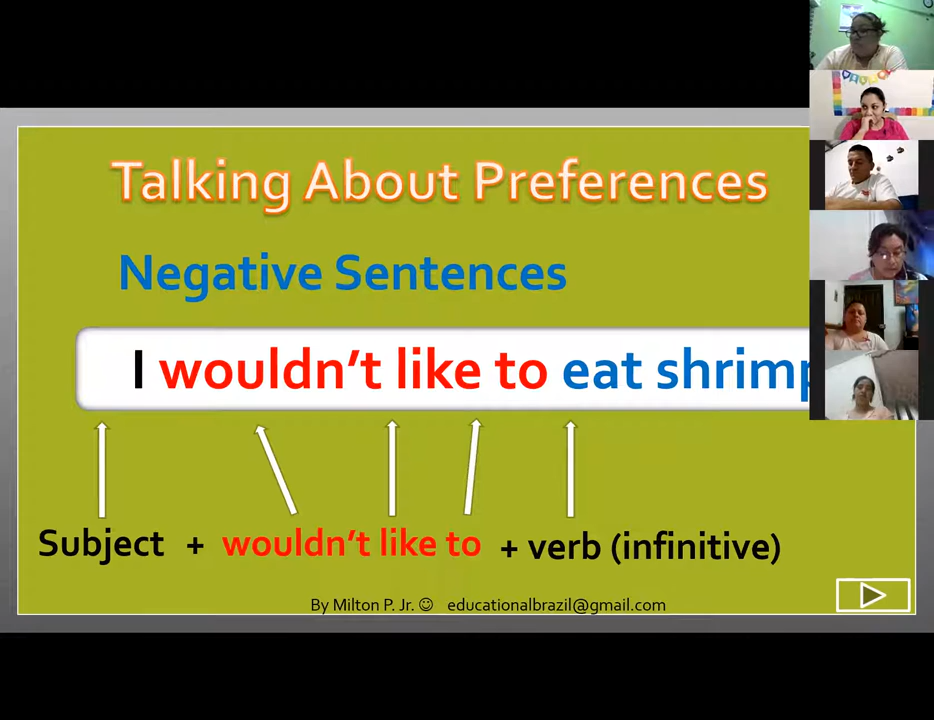 Talking About Preferences
Negative Sentences
I wouldn't like to eat
Subject + wouldn't like to + verb (infinitive)
By Milton P. Jr. ☺ educationalbrazil@gmail.com